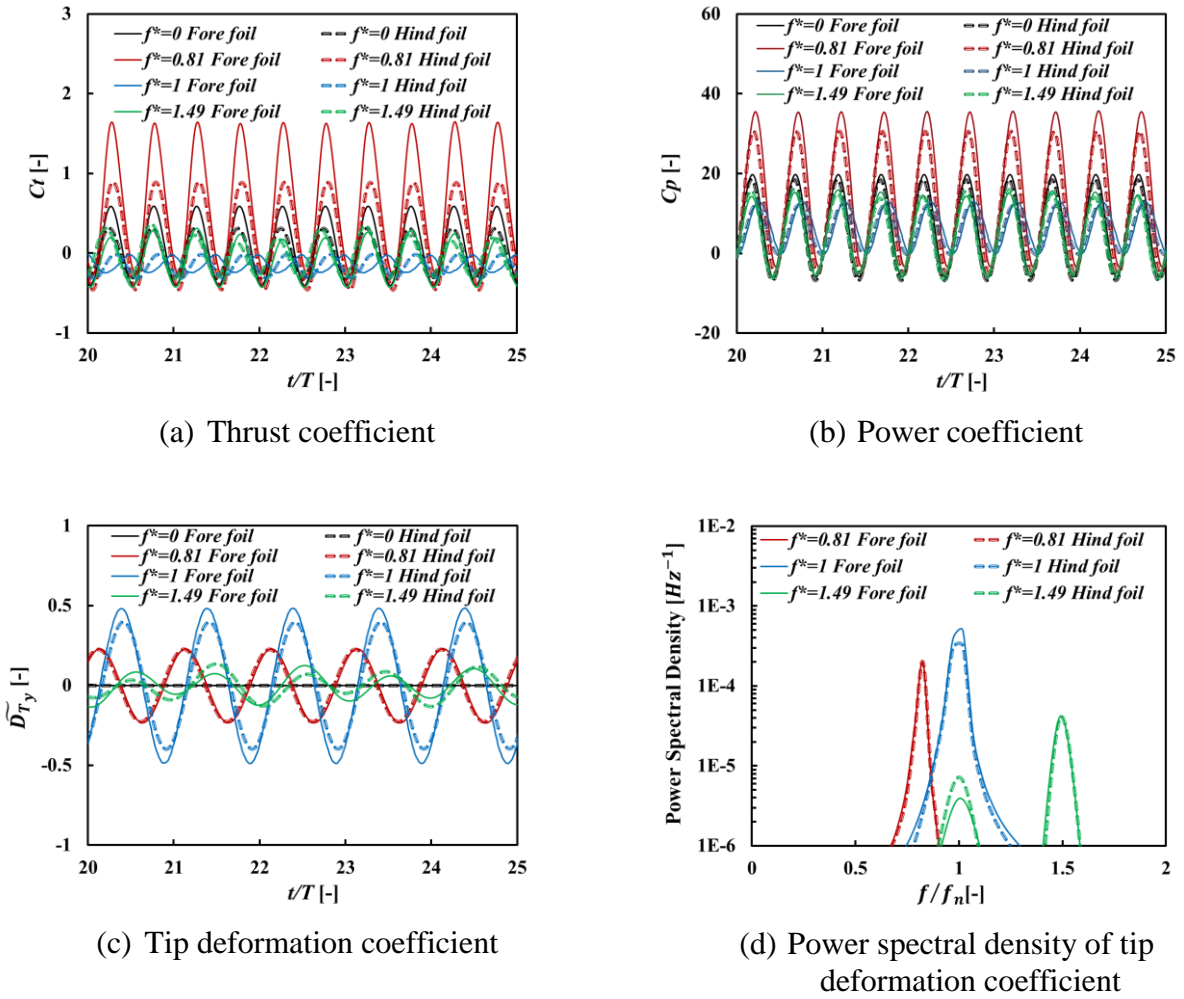 3
2
1
0
-1
Ct [-]
f*=0 Fore foil
f*=0 Hind foil
f*=0.81 Fore foil
f*=0.81 Hind foil
f*=1 Fore foil
f*=1 Hind foil
f*=1.49 Fore foil
f*=1.49 Hind foil
20 21 22 23 24 25
t/T [-]
(a) Thrust coefficient
60
40
20
0
-20
Cp [-]
f*=0 Fore foil
f*=0 Hind foil
f*=0.81 Fore foil
f*=0.81 Hind foil
f*=1 Fore foil
f*=1 Hind foil
f*=1.49 Fore foil
f*=1.49 Hind foil
20 21 22 23 24 25
t/T [-]
(b) Power coefficient
1
0.5
0
-0.5
-1
D̃_{T_y} [-]
f*=0 Fore foil
f*=0 Hind foil
f*=0.81 Fore foil
f*=0.81 Hind foil
f*=1 Fore foil
f*=1 Hind foil
f*=1.49 Fore foil
f*=1.49 Hind foil
20 21 22 23 24 25
t/T [-]
(c) Tip deformation coefficient
1E-2
1E-3
1E-4
1E-5
1E-6
Power Spectral Density [Hz⁻¹]
f*=0.81 Fore foil
f*=0.81 Hind foil
f*=1 Fore foil
f*=1 Hind foil
f*=1.49 Fore foil
f*=1.49 Hind foil
0 0.5 1 1.5 2
f/fₙ[-]
(d) Power spectral density of tip
deformation coefficient